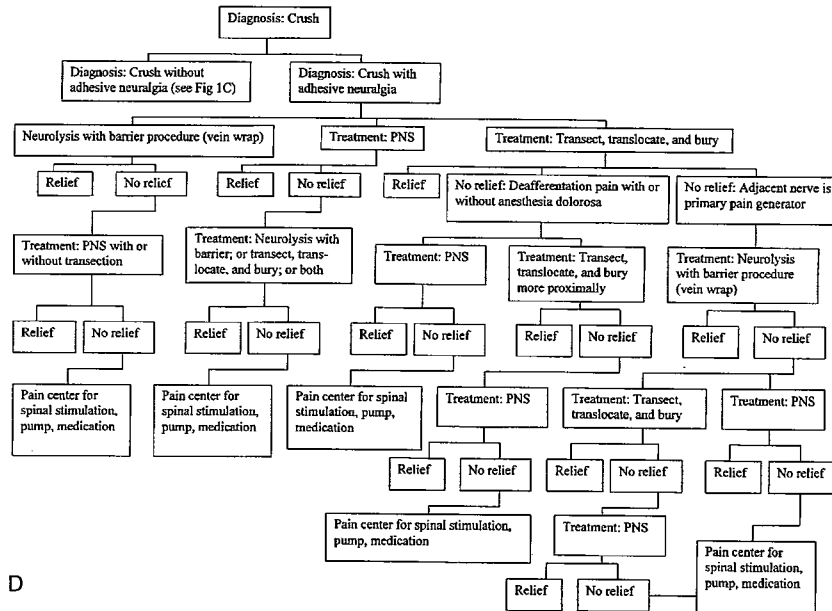 Diagnosis: Crush
Diagnosis: Crush without
adhesive neuralgia (see Fig 1C)
Diagnosis: Crush with
adhesive neuralgia
Neurolysis with barrier procedure (vein wrap)
Treatment: PNS
Treatment: Transect, translocate, and bury
Relief
No relief
Relief
No relief
Relief
No relief: Deafferentation pain with or
without anesthesia dolorosa
No relief: Adjacent nerve is
primary pain generator
Treatment: PNS with or
without transection
Treatment: Neurolysis with
barrier; or transect, trans-
locate, and bury; or both
Treatment: PNS
Treatment: Transect,
translocate, and bury
more proximally
Treatment: Neurolysis
with barrier procedure
(vein wrap)
Relief
No relief
Relief
No relief
Relief
No relief
Relief
No relief
Relief
No relief
Pain center for
spinal stimulation,
pump, medication
Pain center for
spinal stimulation,
pump, medication
Pain center for spinal
stimulation, pump,
medication
Treatment: PNS
Treatment: Transect,
translocate, and bury
Treatment: PNS
Relief
No relief
Relief
No relief
Relief
No relief
Pain center for spinal stimulation,
pump, medication
Treatment: PNS
Pain center for
spinal stimulation,
pump, medication
Relief
No relief
D